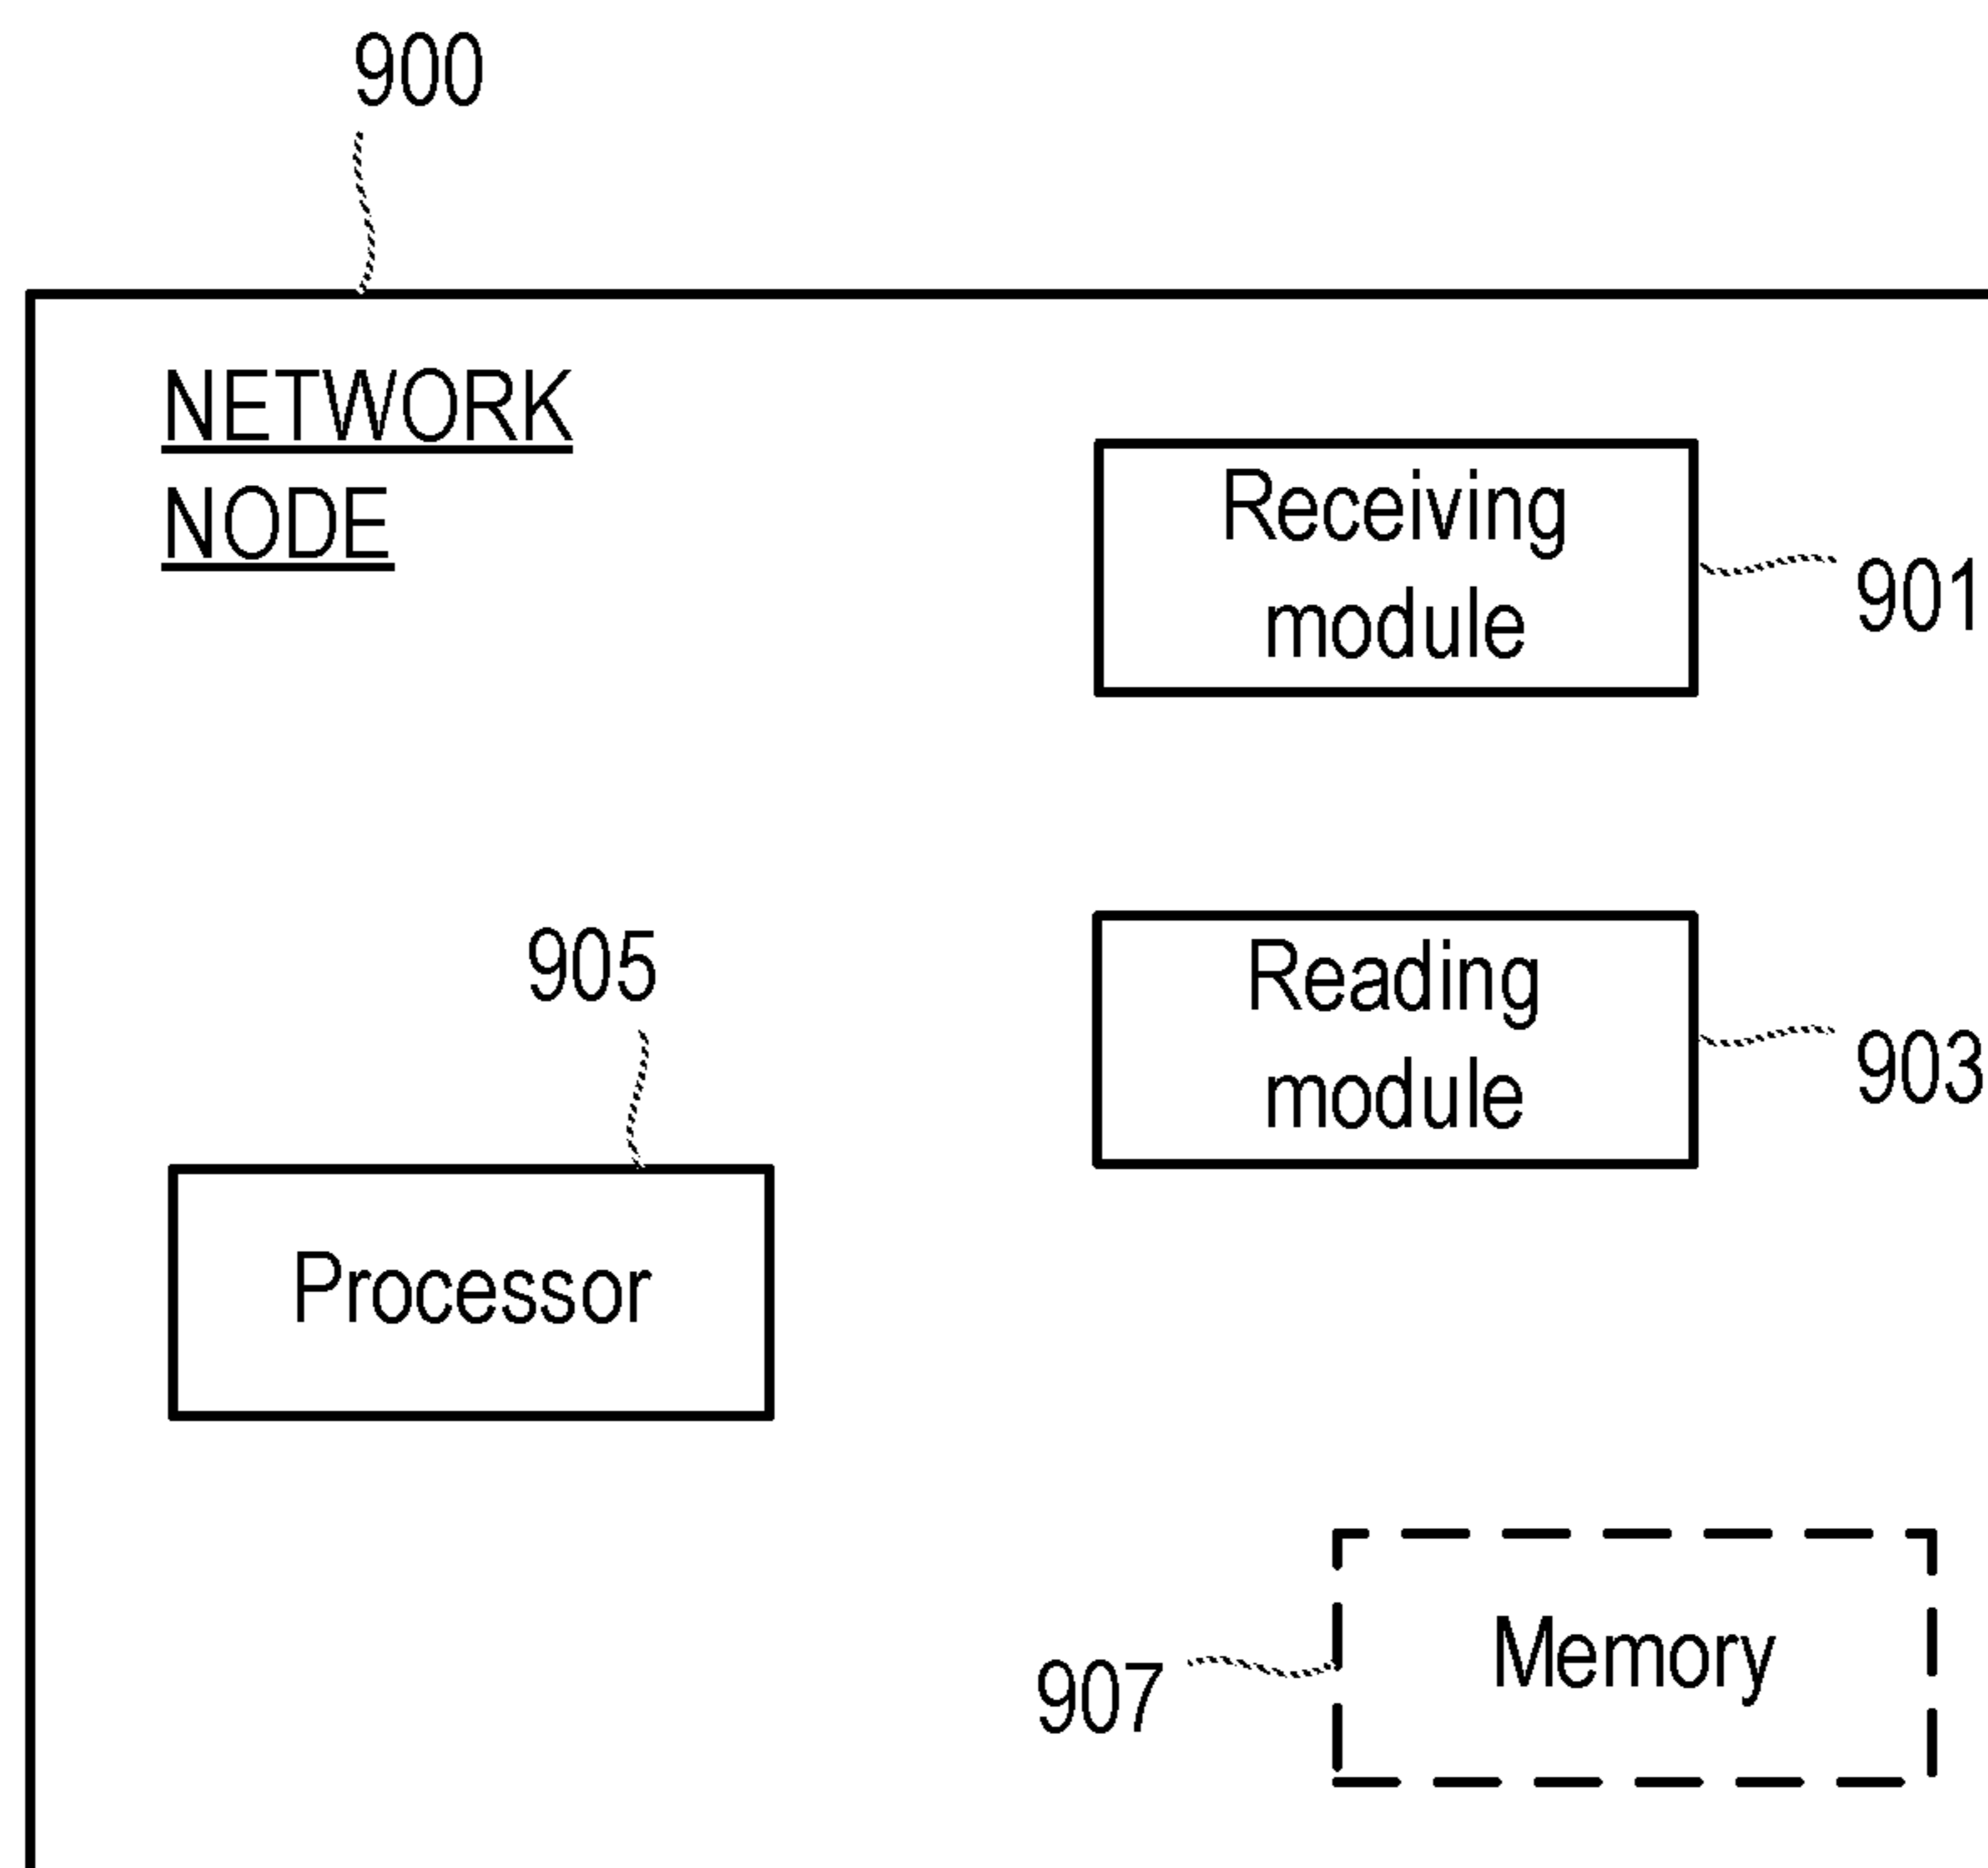 900
NETWORK
NODE
Receiving
module
901
905
Reading
module
903
Processor
907
Memory